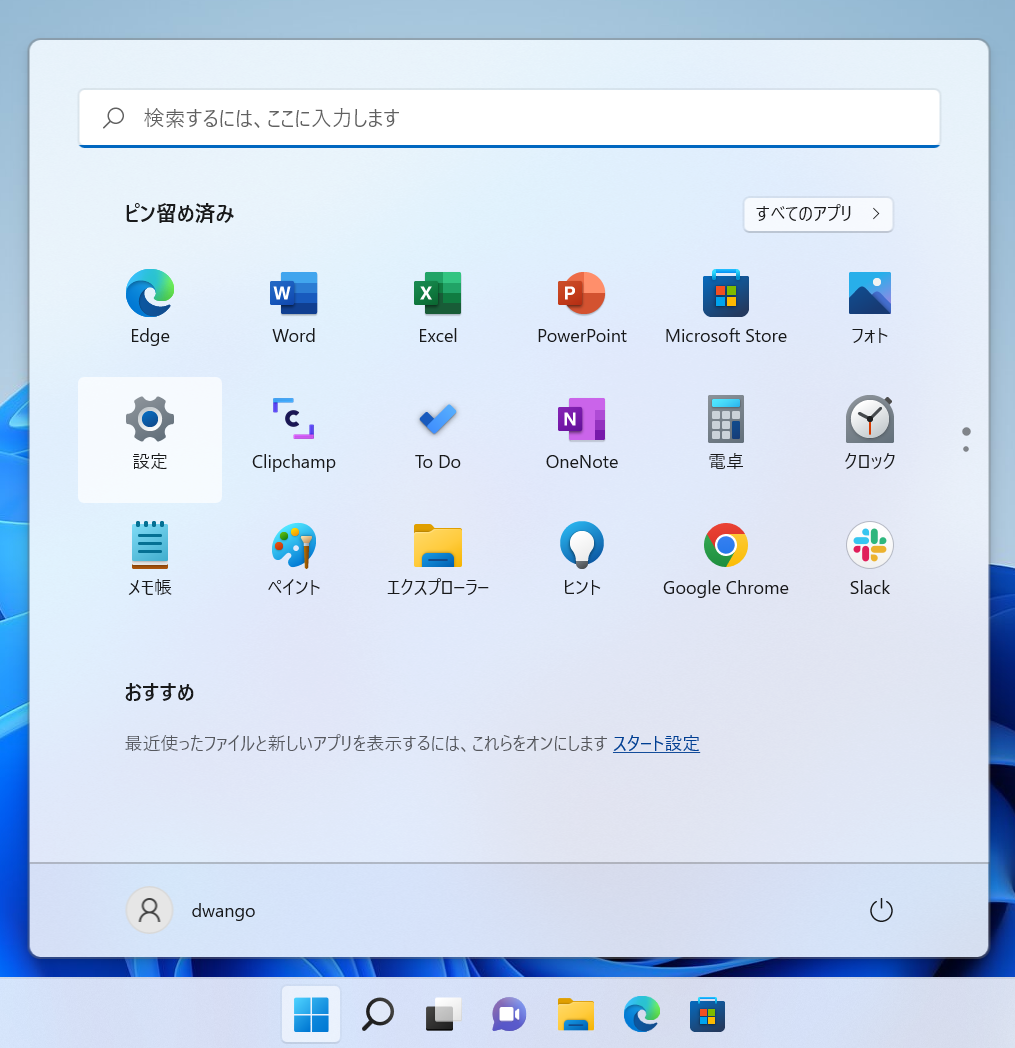 検索するには、ここに入力します
ピン留め済み
すべてのアプリ
Edge
Word
Excel
PowerPoint
Microsoft Store
フォト
設定
Clipchamp
To Do
OneNote
電卓
クロック
メモ帳
ペイント
エクスプローラー
ヒント
Google Chrome
Slack
おすすめ
最近使ったファイルと新しいアプリを表示するには、これらをオンにします スタート設定
dwango